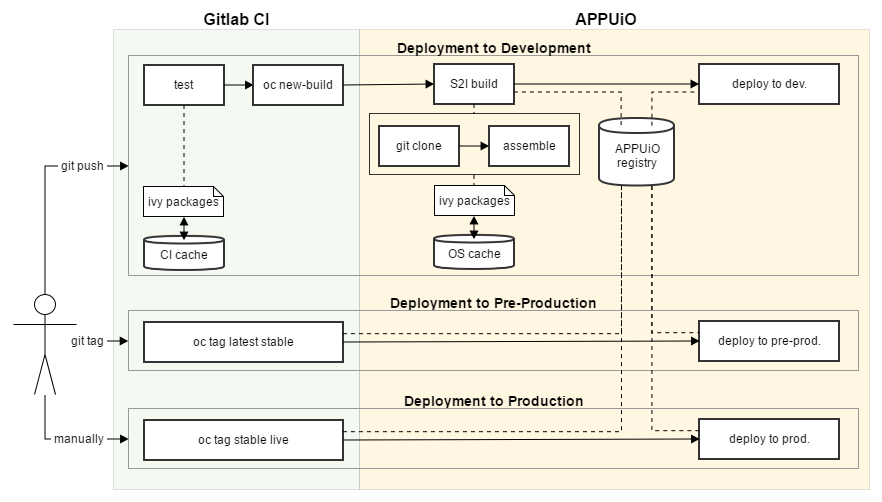 Gitlab CI
APPUiO
Deployment to Development
test
oc new-build
S2I build
deploy to dev.
git clone
assemble
APPUiO
registry
git push
ivy packages
ivy packages
CI cache
OS cache
Deployment to Pre-Production
git tag
oc tag latest stable
deploy to pre-prod.
Deployment to Production
manually
oc tag stable live
deploy to prod.